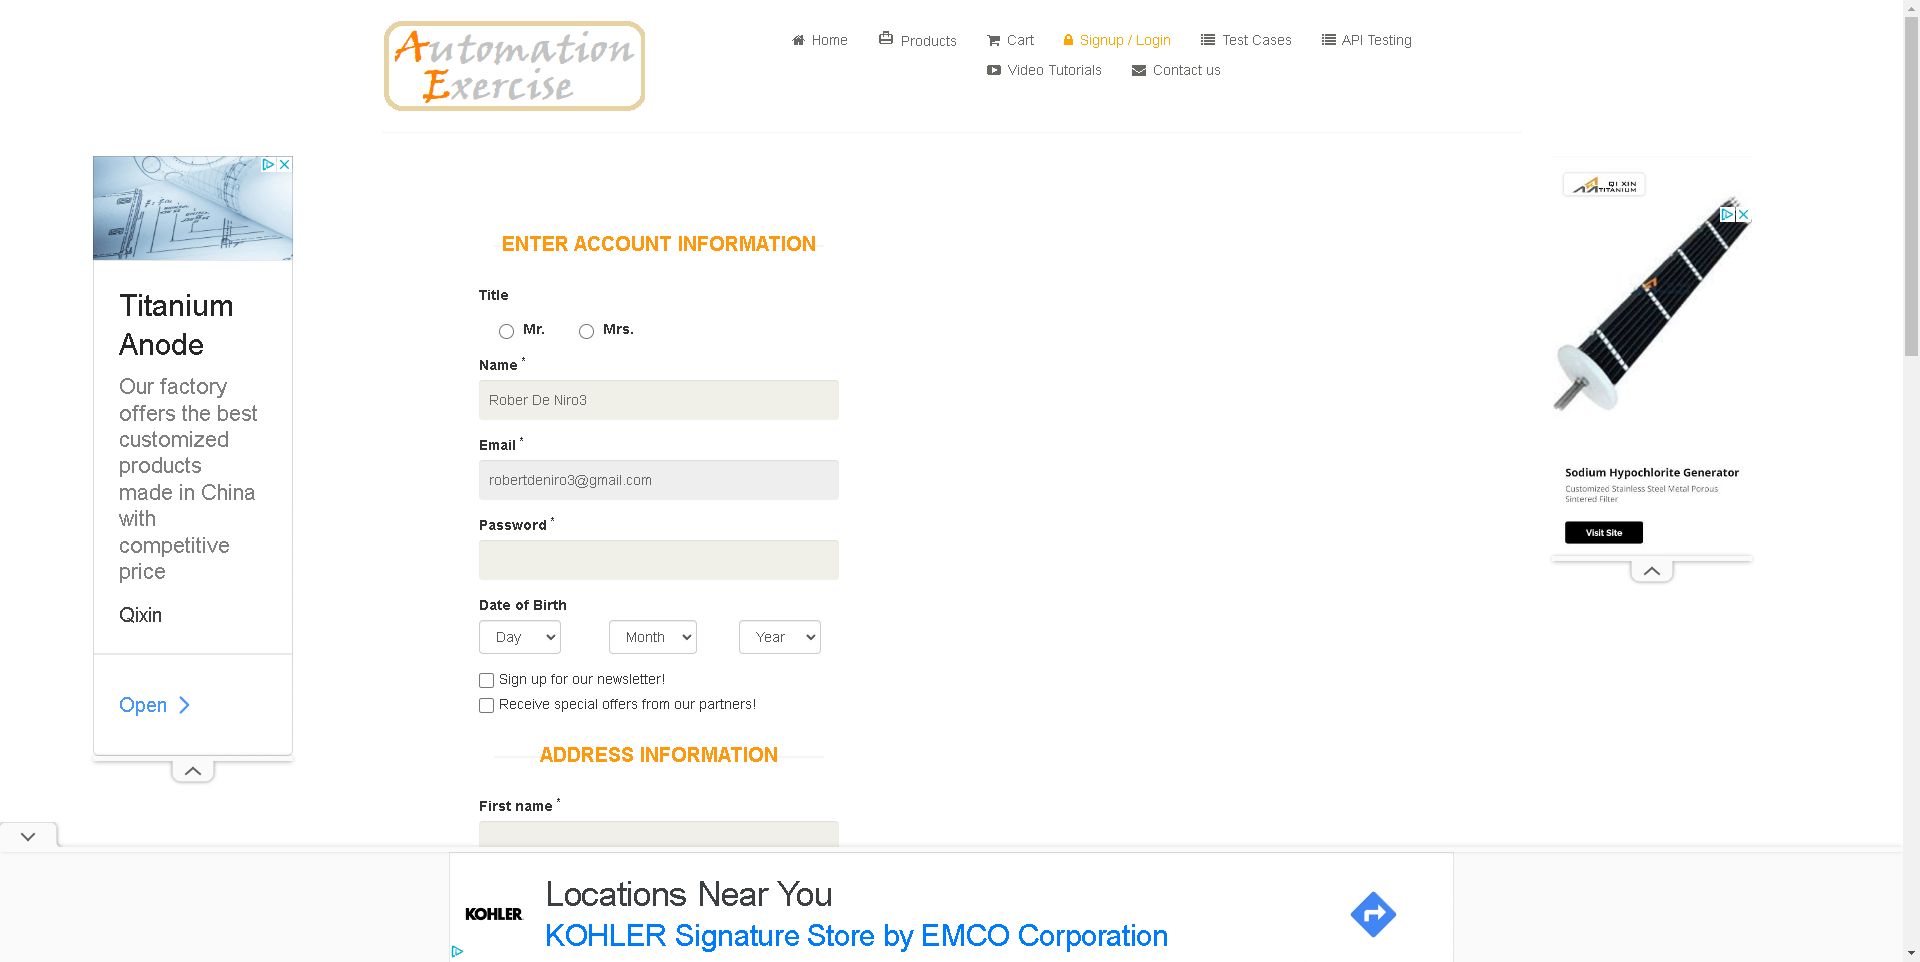 Automation
Exercise
Home
Products
Cart
Signup / Login
Test Cases
API Testing
Video Tutorials
Contact us
Titanium
Anode
Our factory
offers the best
customized
products
made in China
with
competitive
price
Qixin
Open
ENTER ACCOUNT INFORMATION
Title
Mr.
Mrs.
Name *
Rober De Niro3
Email *
robertdeniro3@gmail.com
Password *
Date of Birth
Day
Month
Year
Sign up for our newsletter!
Receive special offers from our partners!
ADDRESS INFORMATION
First name *
QI XIN
TITANIUM
Sodium Hypochlorite Generator
Customized Stainless Steel Metal Porous
Sintered Filter
Visit Site
KOHLER
Locations Near You
KOHLER Signature Store by EMCO Corporation